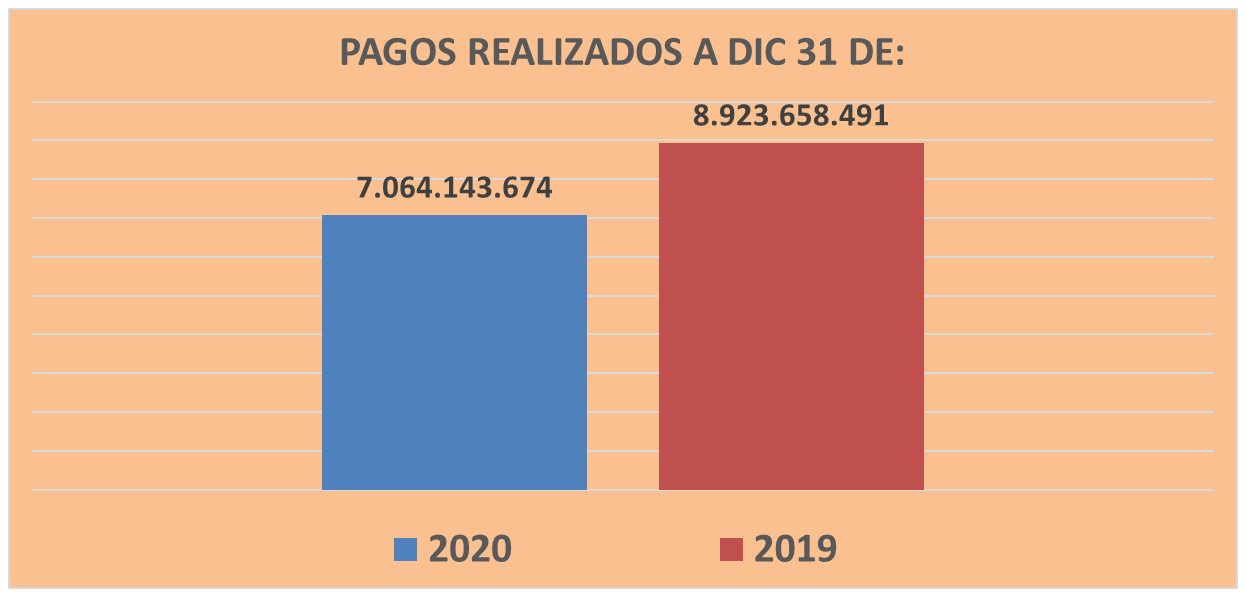 PAGOS REALIZADOS A DIC 31 DE:
8.923.658.491
7.064.143.674
2020
2019